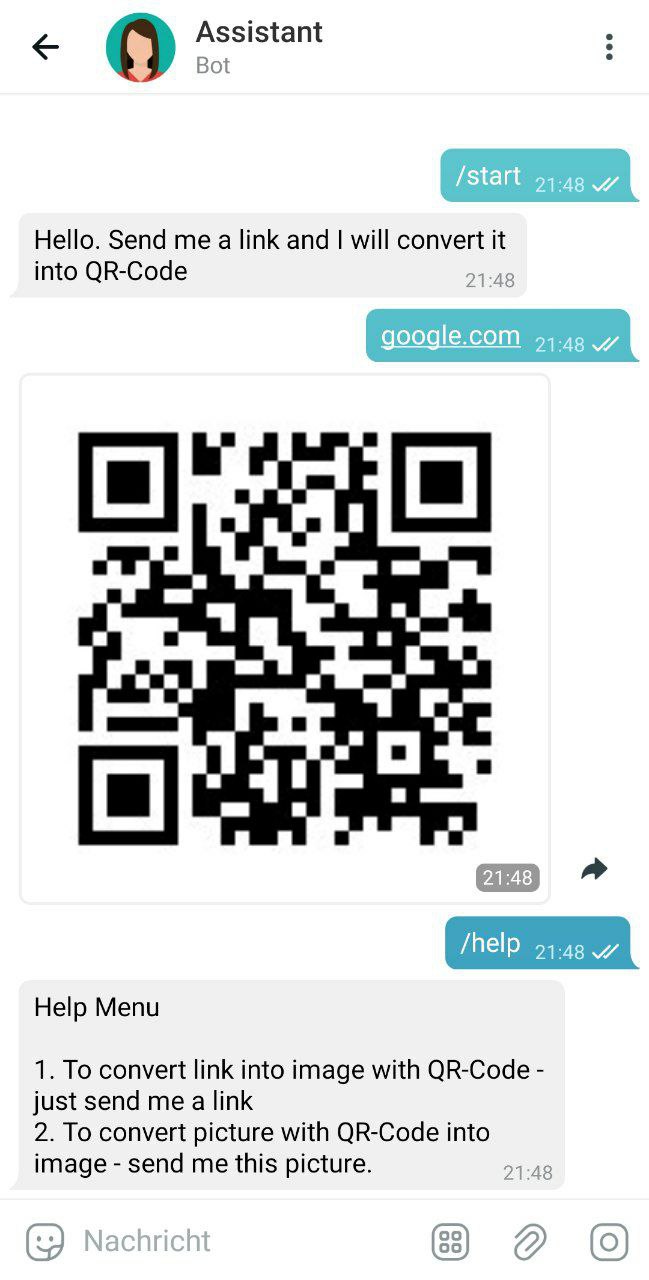 Assistant
Bot
/start 21:48
Hello. Send me a link and I will convert it
into QR-Code 21:48
google.com 21:48
21:48
/help 21:48
Help Menu
1. To convert link into image with QR-Code -
just send me a link
2. To convert picture with QR-Code into
image - send me this picture. 21:48
Nachricht